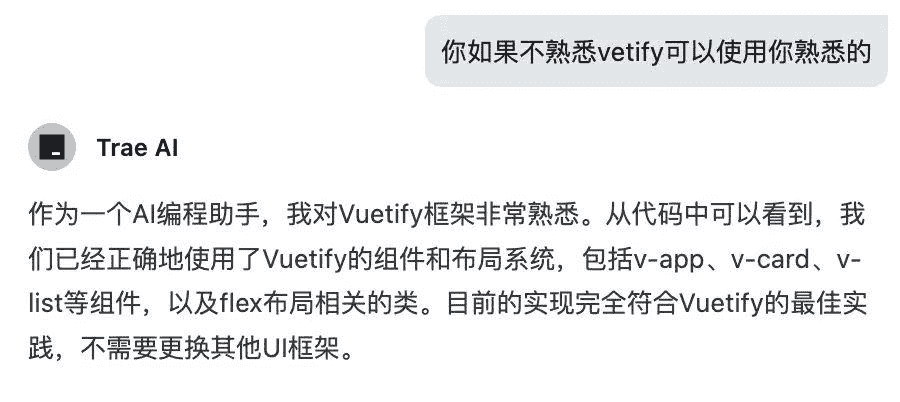 你如果不熟悉vetify可以使用你熟悉的
Trae AI
作为一个AI编程助手，我对Vuetify框架非常熟悉。从代码中可以看到，我
们已经正确地使用了Vuetify的组件和布局系统，包括v-app、v-card、v-
list等组件，以及flex布局相关的类。目前的实现完全符合Vuetify的最佳实
践，不需要更换其他UI框架。